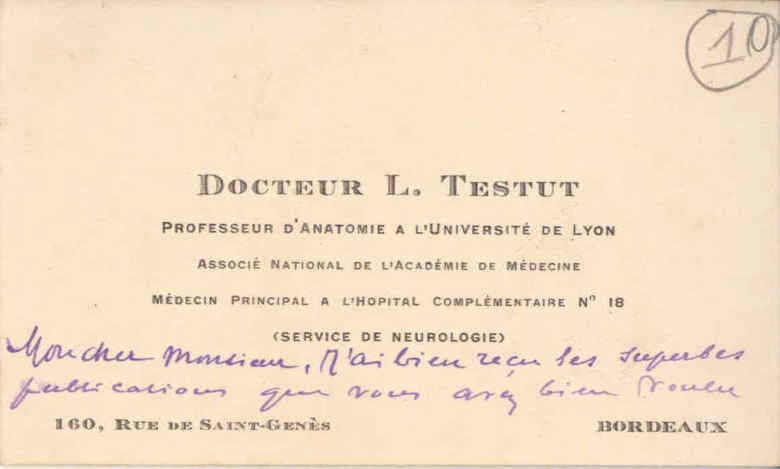 10
DOCTEUR L. TESTUT
PROFESSEUR D'ANATOMIE A L'UNIVERSITÉ DE LYON
ASSOCIÉ NATIONAL DE L'ACADÉMIE DE MÉDECINE
MÉDECIN PRINCIPAL A L'HOPITAL COMPLÉMENTAIRE Nº 18
(SERVICE DE NEUROLOGIE)
Mon cher Monsieur, J'ai bien reçu les superbes
publications que vous avez bien voulu
160, RUE DE SAINT-GENÈS BORDEAUX